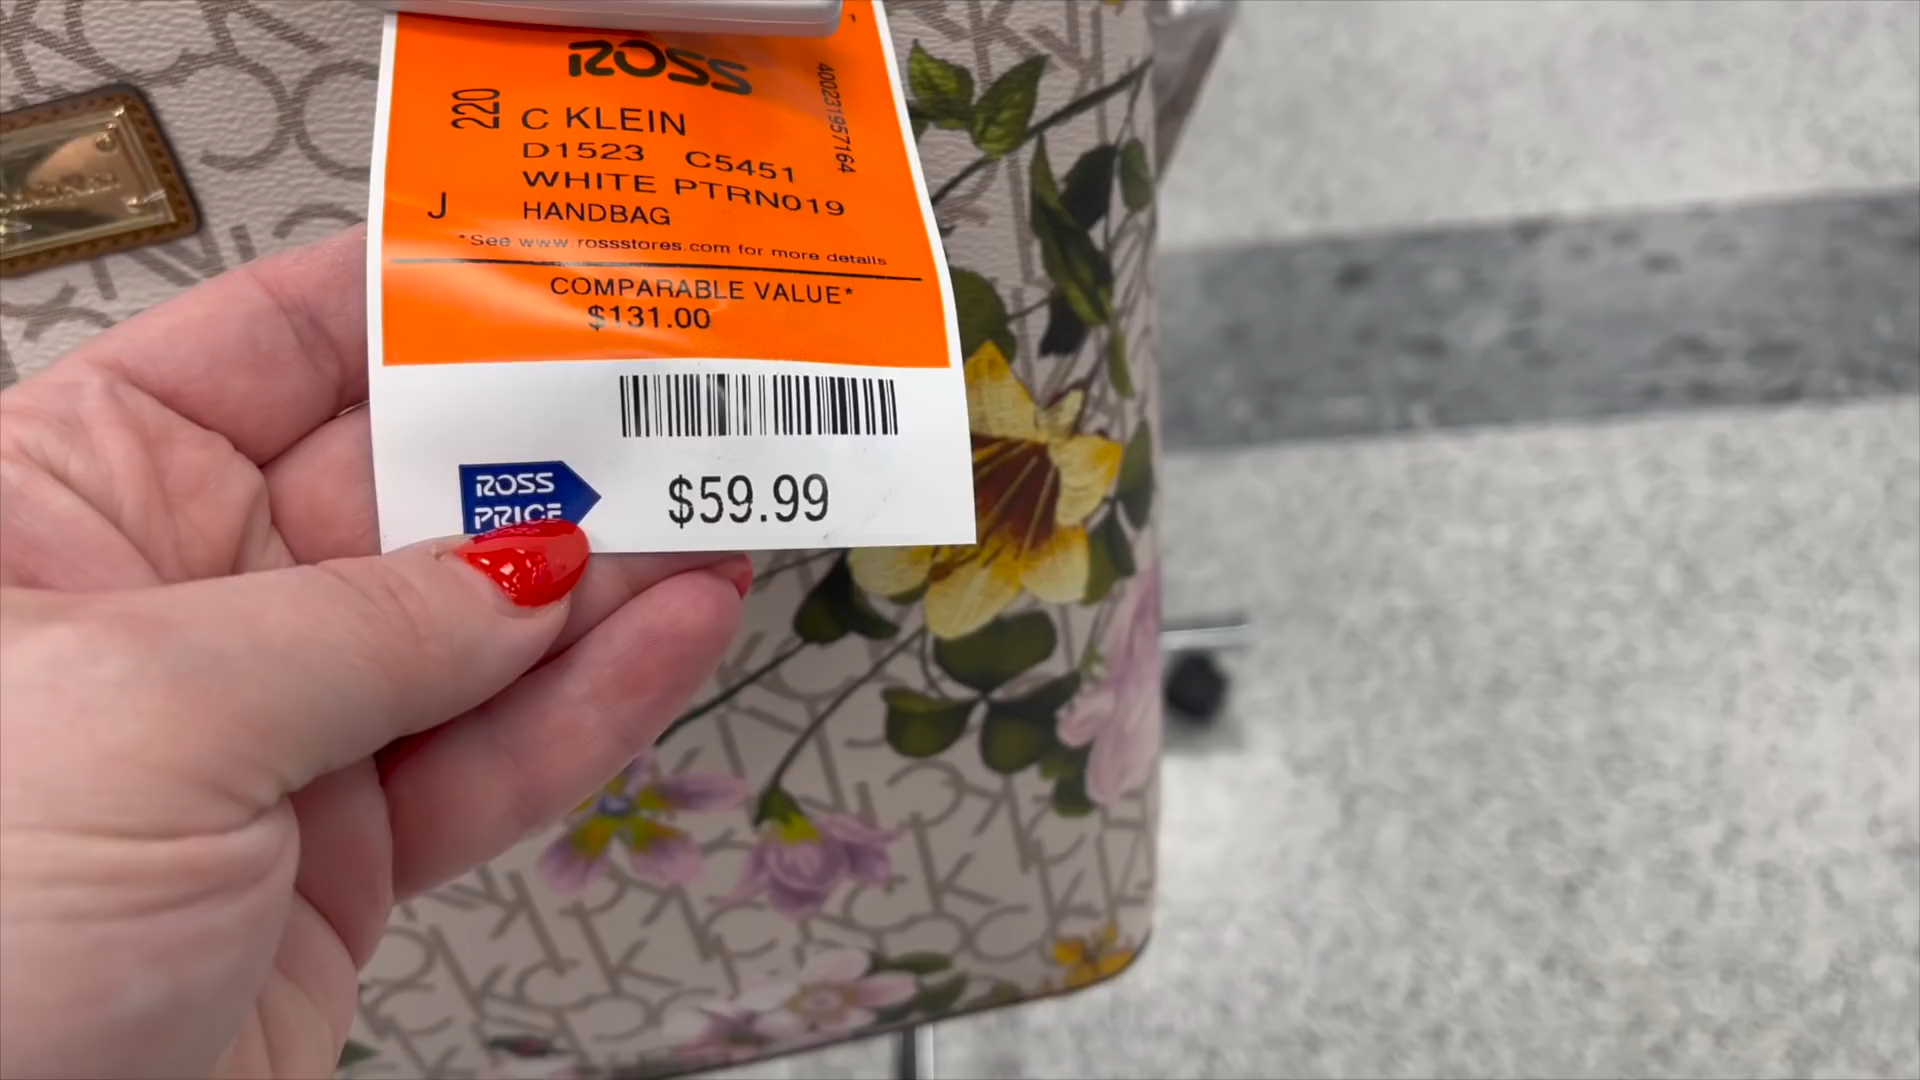 ROSS
220
C KLEIN
D1523 C5451
WHITE PTRN019
J
HANDBAG
*See www.rossstores.com for more details
COMPARABLE VALUE*
$131.00
400231957164
ROSS
PRICE
$59.99